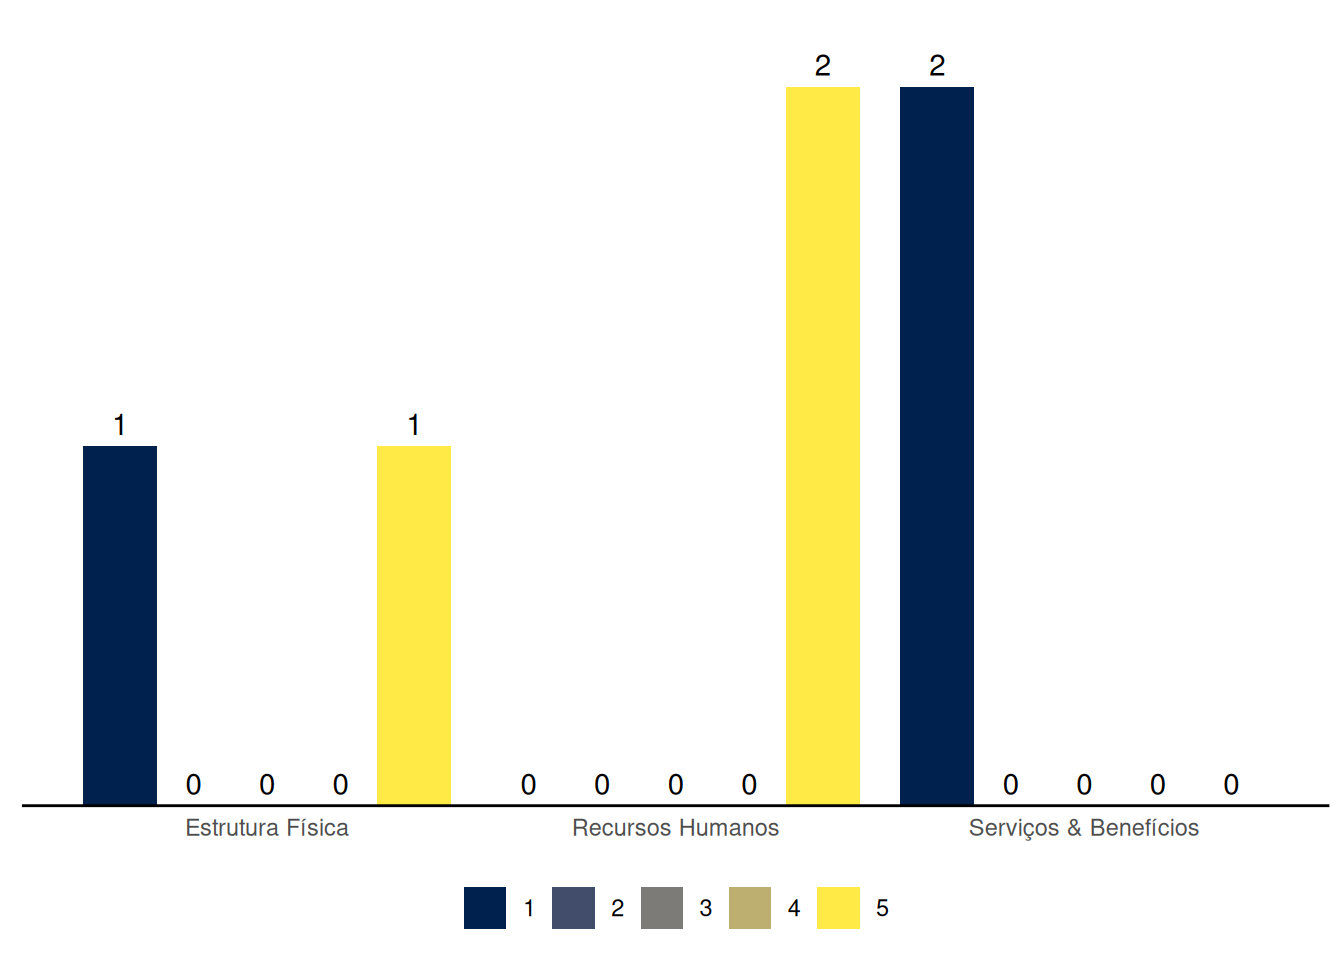 2 2
1 1
0 0 0 0 0 0 0 0 0 0 0
Estrutura Física Recursos Humanos Serviços & Benefícios
1 2 3 4 5